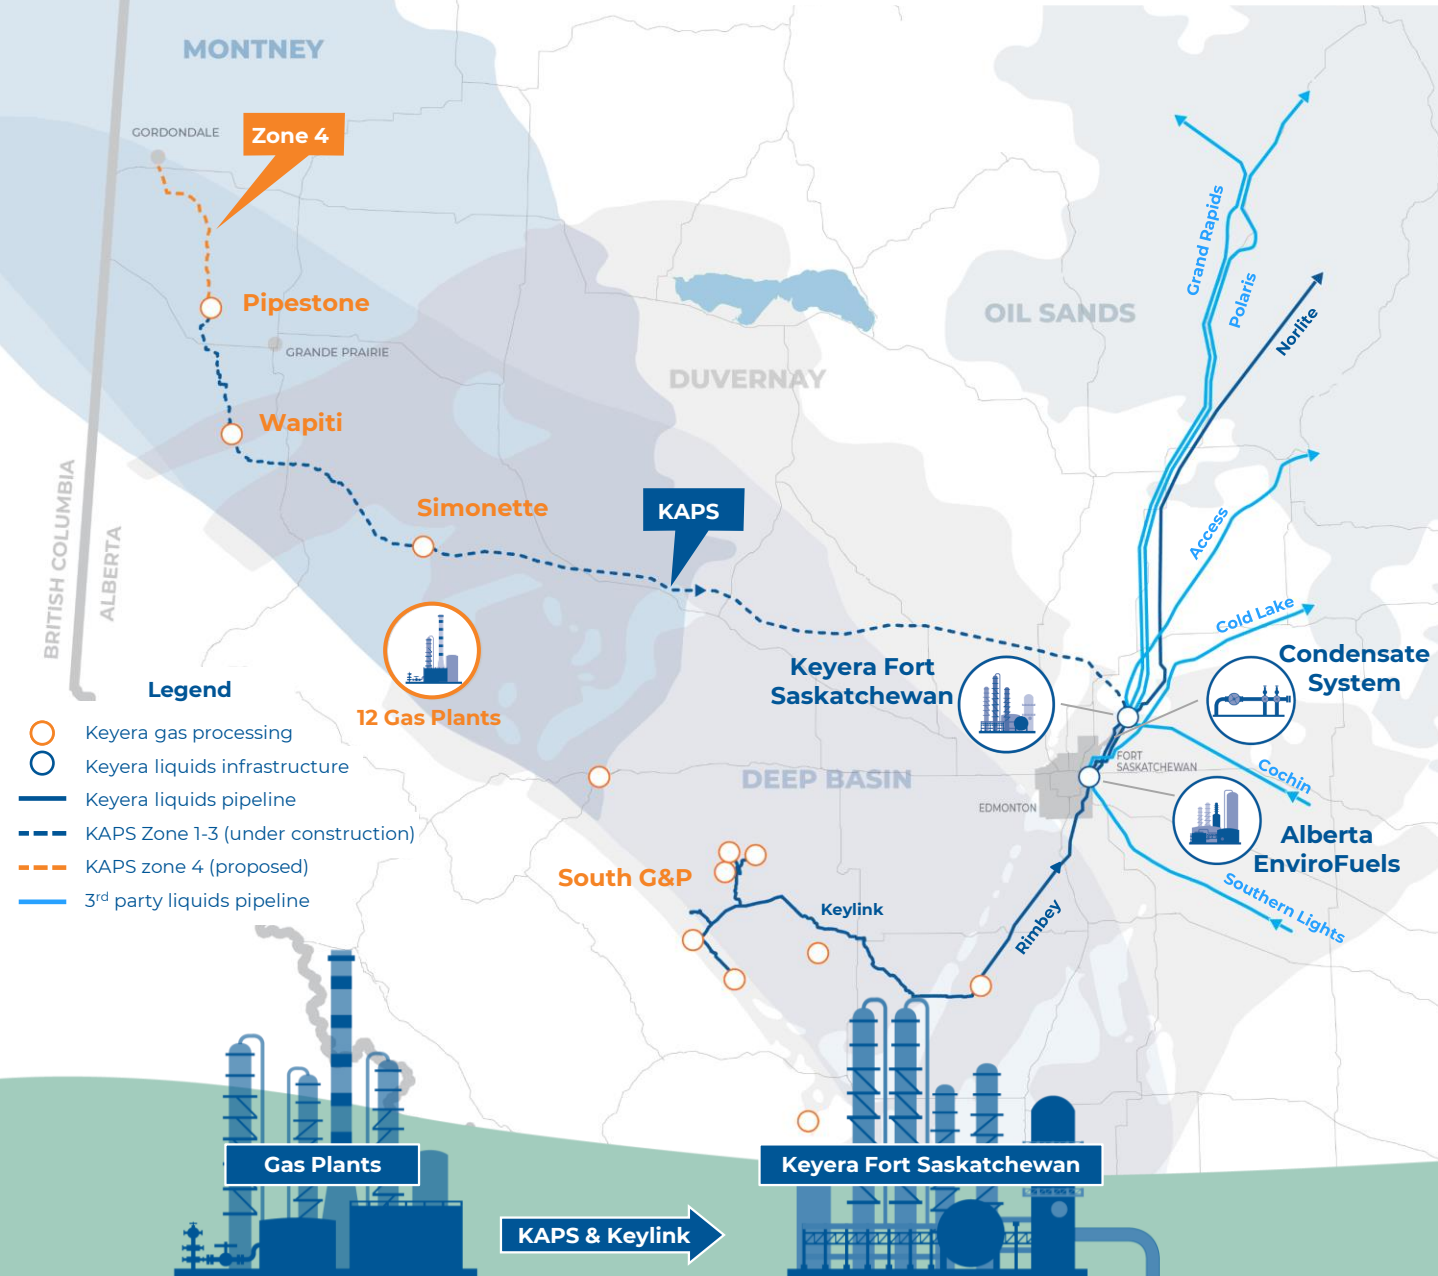 MONTNEY
GORDONDALE
Zone 4
Pipestone
GRANDE PRAIRIE
Wapiti
Simonette
KAPS
DUVERNAY
OIL SANDS
Grand Rapids
Polaris
Norlite
Access
Cold Lake
BRITISH COLUMBIA
ALBERTA
12 Gas Plants
Keyera Fort
Saskatchewan
Condensate
System
FORT
SASKATCHEWAN
EDMONTON
Cochin
Alberta
EnviroFuels
Southern Lights
DEEP BASIN
South G&P
Keylink
Rimbey
Legend
Keyera gas processing
Keyera liquids infrastructure
Keyera liquids pipeline
KAPS Zone 1-3 (under construction)
KAPS zone 4 (proposed)
3rd party liquids pipeline
Gas Plants
KAPS & Keylink
Keyera Fort Saskatchewan